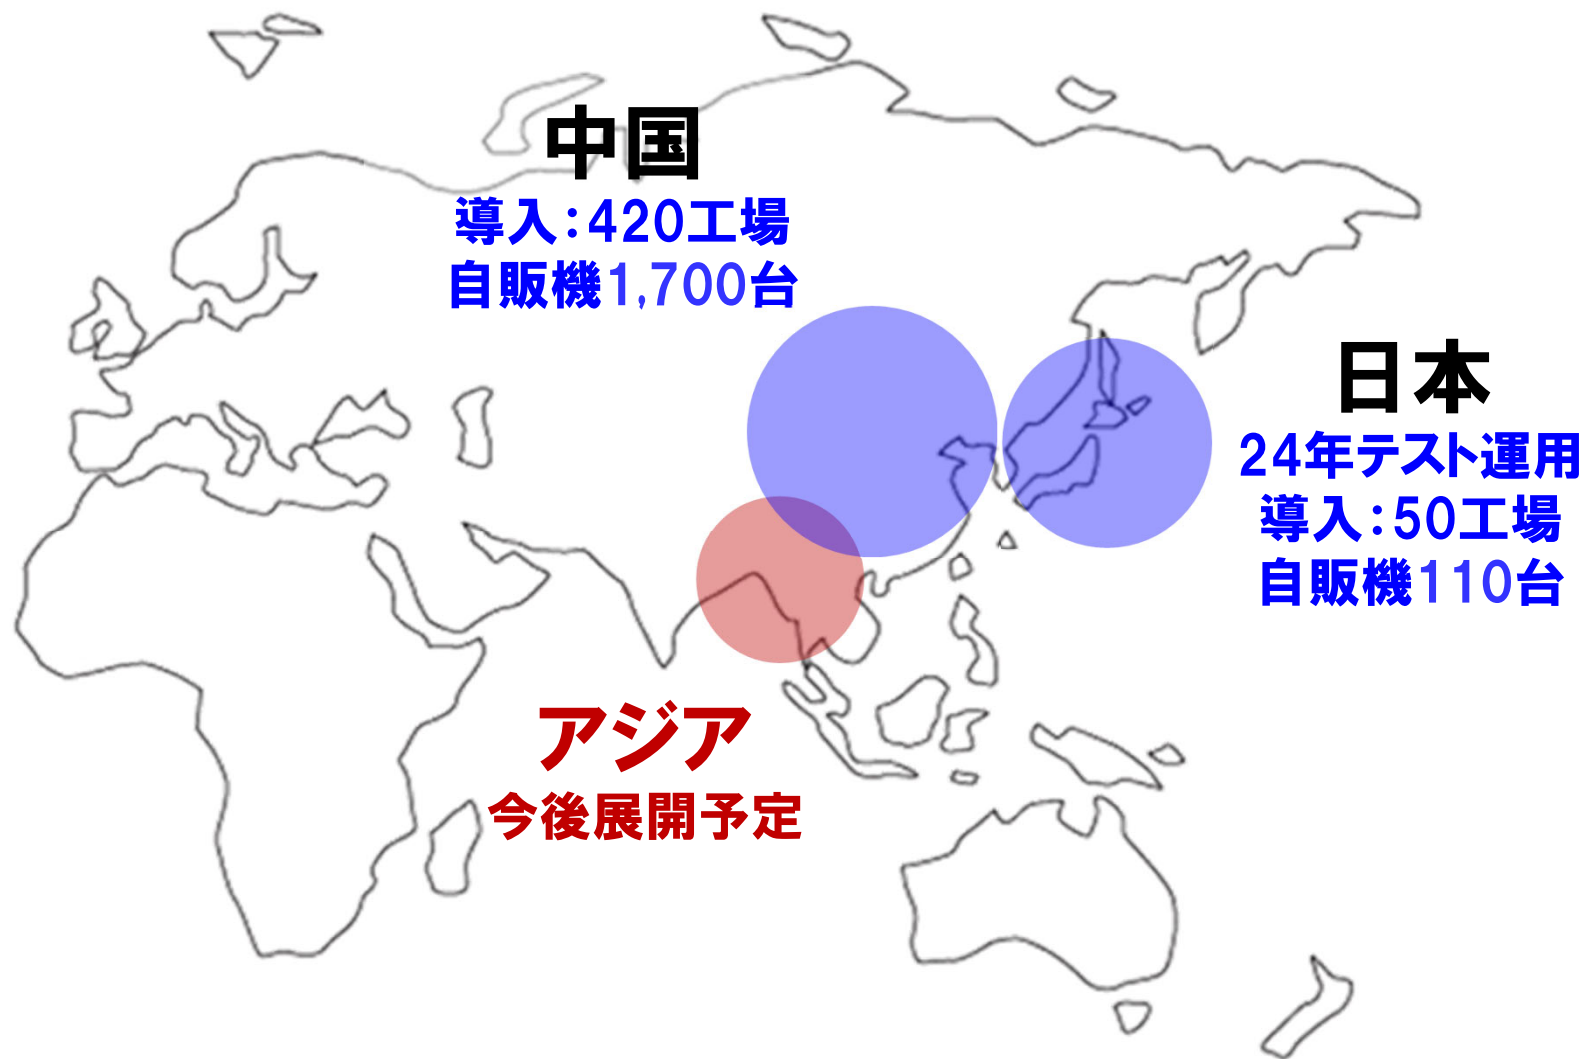 中国
導入：420工場
自販機1,700台
日本
24年テスト運用
導入：50工場
自販機110台
アジア
今後展開予定